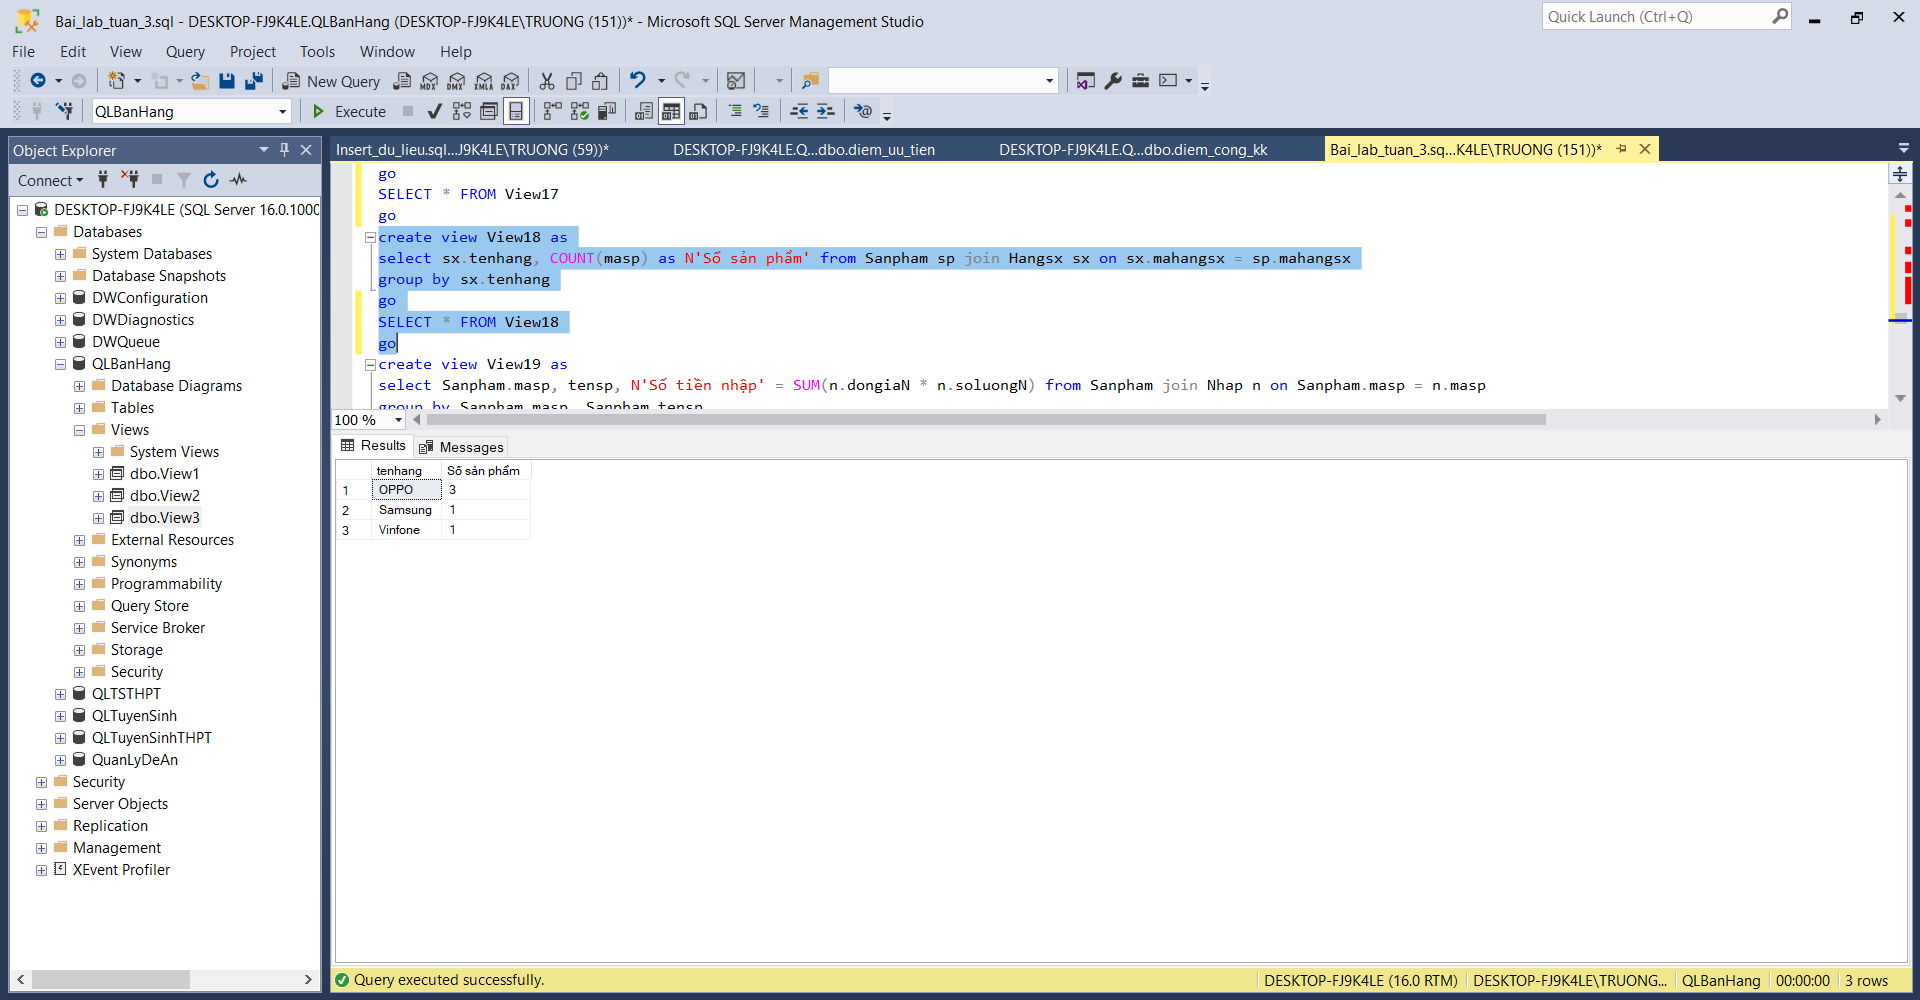 Bai_lab_tuan_3.sql - DESKTOP-FJ9K4LE.QLBanHang (DESKTOP-FJ9K4LE\TRUONG (151))* - Microsoft SQL Server Management Studio
Quick Launch (Ctrl+Q)
File Edit View Query Project Tools Window Help
New Query MDX DMX XMLA DAX
QLBanHang Execute
Object Explorer
Insert_du_lieu.sql...J9K4LE\TRUONG (59))* DESKTOP-FJ9K4LE.Q...dbo.diem_uu_tien DESKTOP-FJ9K4LE.Q...dbo.diem_cong_kk Bai_lab_tuan_3.sq...K4LE\TRUONG (151))*
Connect
DESKTOP-FJ9K4LE (SQL Server 16.0.1000
Databases
System Databases
Database Snapshots
DWConfiguration
DWDiagnostics
DWQueue
QLBanHang
Database Diagrams
Tables
Views
System Views
dbo.View1
dbo.View2
dbo.View3
External Resources
Synonyms
Programmability
Query Store
Service Broker
Storage
Security
QLTSTHPT
QLTuyenSinh
QLTuyenSinhTHPT
QuanLyDeAn
Security
Server Objects
Replication
Management
XEvent Profiler
go
SELECT * FROM View17
go
create view View18 as
select sx.tenhang, COUNT(masp) as N'Số sản phẩm' from Sanpham sp join Hangsx sx on sx.mahangsx = sp.mahangsx
group by sx.tenhang
go
SELECT * FROM View18
go
create view View19 as
select Sanpham.masp, tensp, N'Số tiền nhập' = SUM(n.dongiaN * n.soluongN) from Sanpham join Nhap n on Sanpham.masp = n.masp
group by Sanpham.masp, Sanpham.tensp
100 %
Results Messages
tenhang Số sản phẩm
1 OPPO 3
2 Samsung 1
3 Vinfone 1
Query executed successfully. DESKTOP-FJ9K4LE (16.0 RTM) DESKTOP-FJ9K4LE\TRUONG... QLBanHang 00:00:00 3 rows